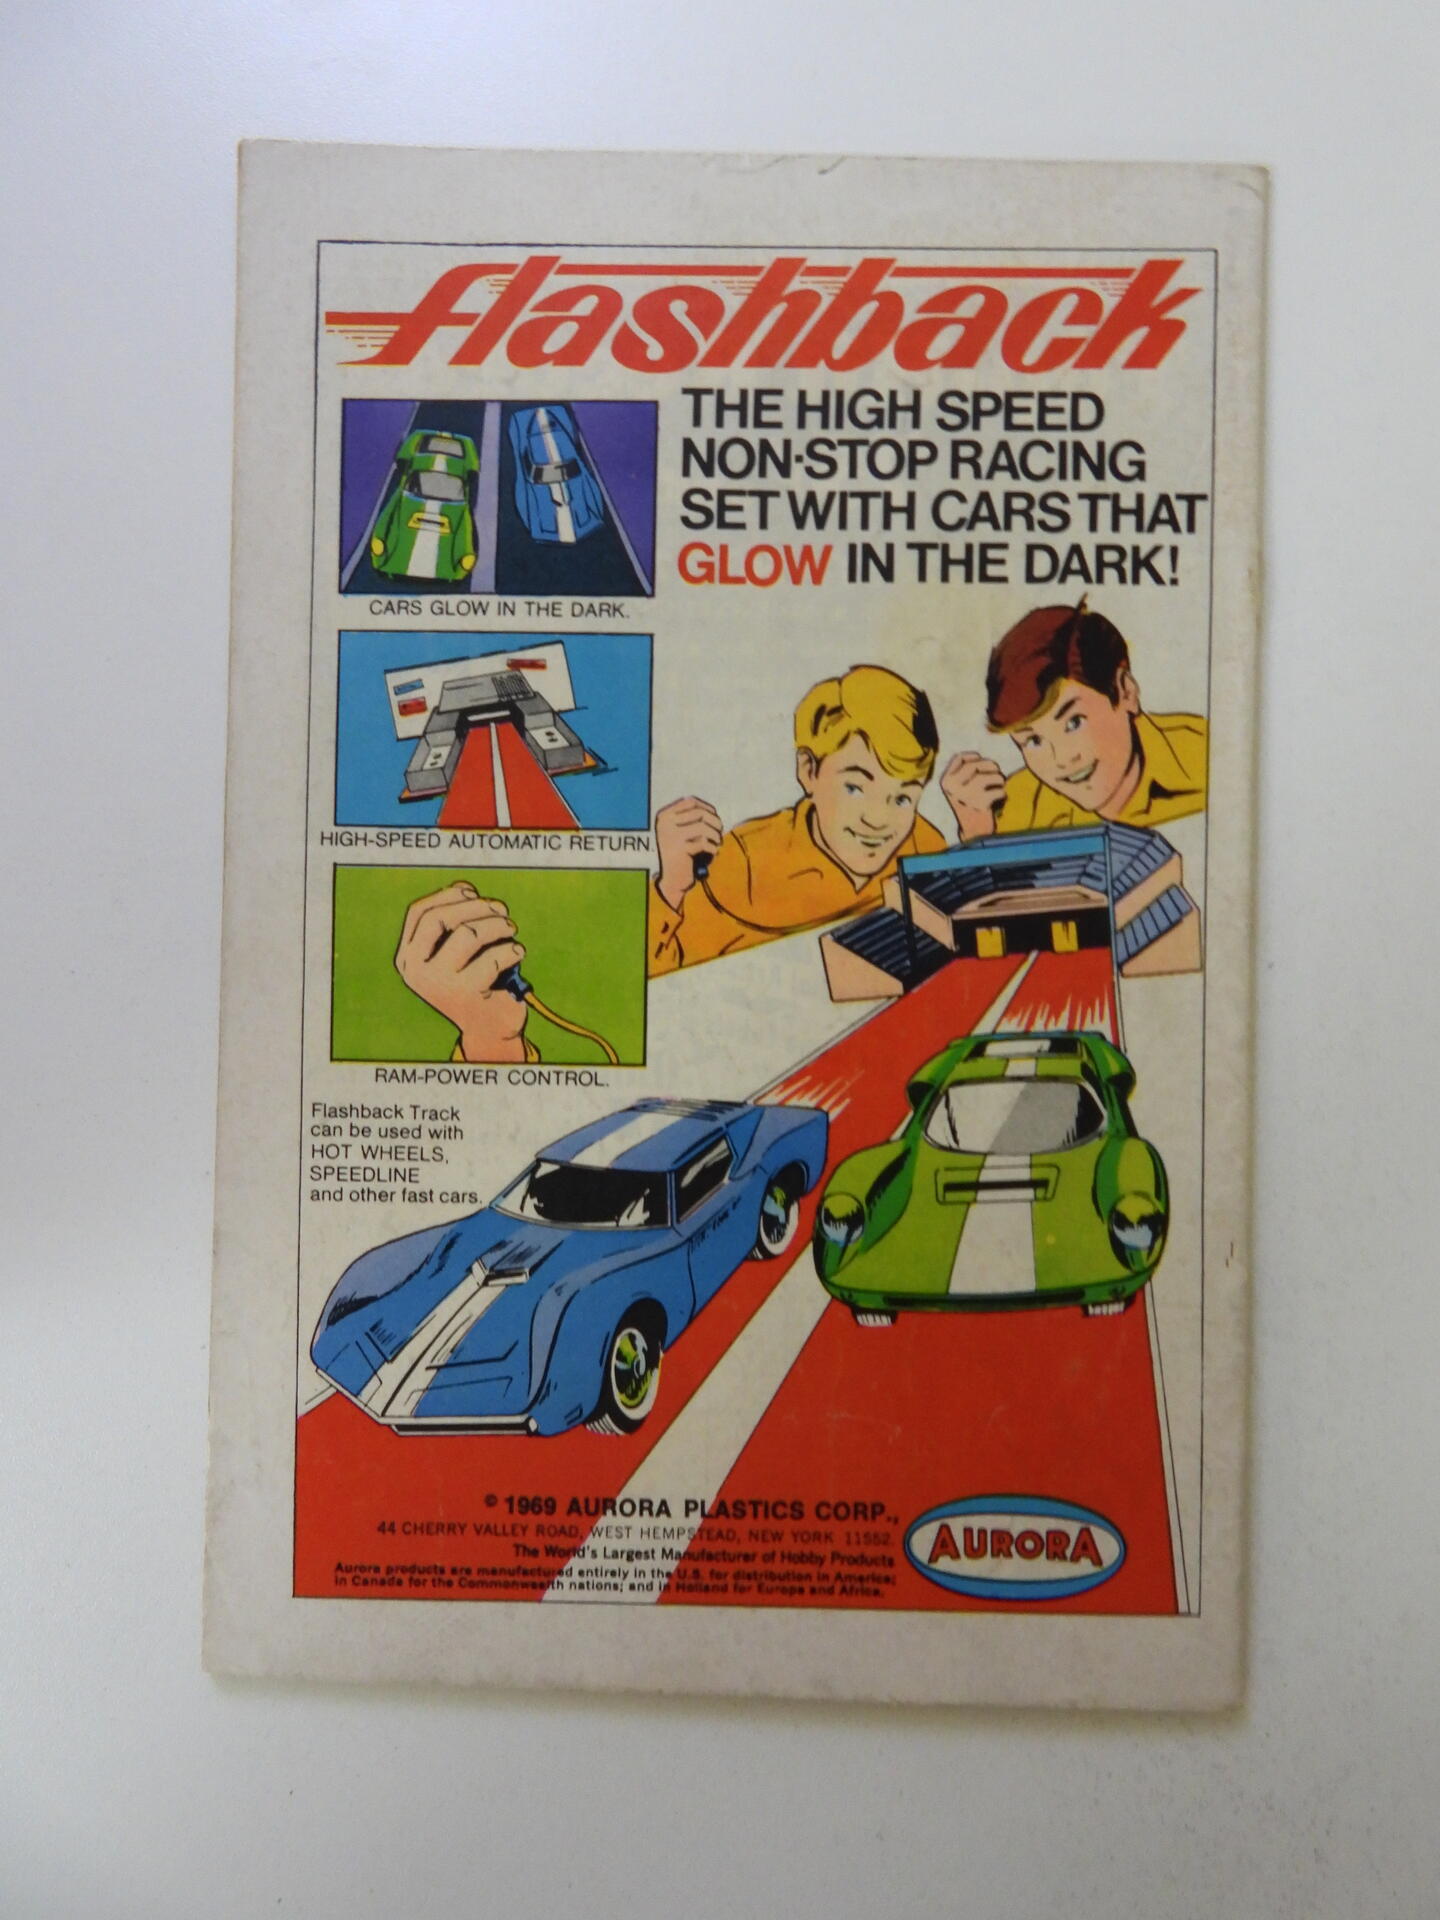 flashback
THE HIGH SPEED
NON-STOP RACING
SET WITH CARS THAT
GLOW IN THE DARK!
CARS GLOW IN THE DARK.
HIGH-SPEED AUTOMATIC RETURN.
RAM-POWER CONTROL.
Flashback Track
can be used with
HOT WHEELS,
SPEEDLINE
and other fast cars.
© 1969 AURORA PLASTICS CORP.,
44 CHERRY VALLEY ROAD, WEST HEMPSTEAD, NEW YORK 11552.
The World's Largest Manufacturer of Hobby Products
Aurora products are manufactured entirely in the U.S. for distribution in America;
in Canada for the Commonwealth nations; and in Holland for Europe and Africa.
AURORA